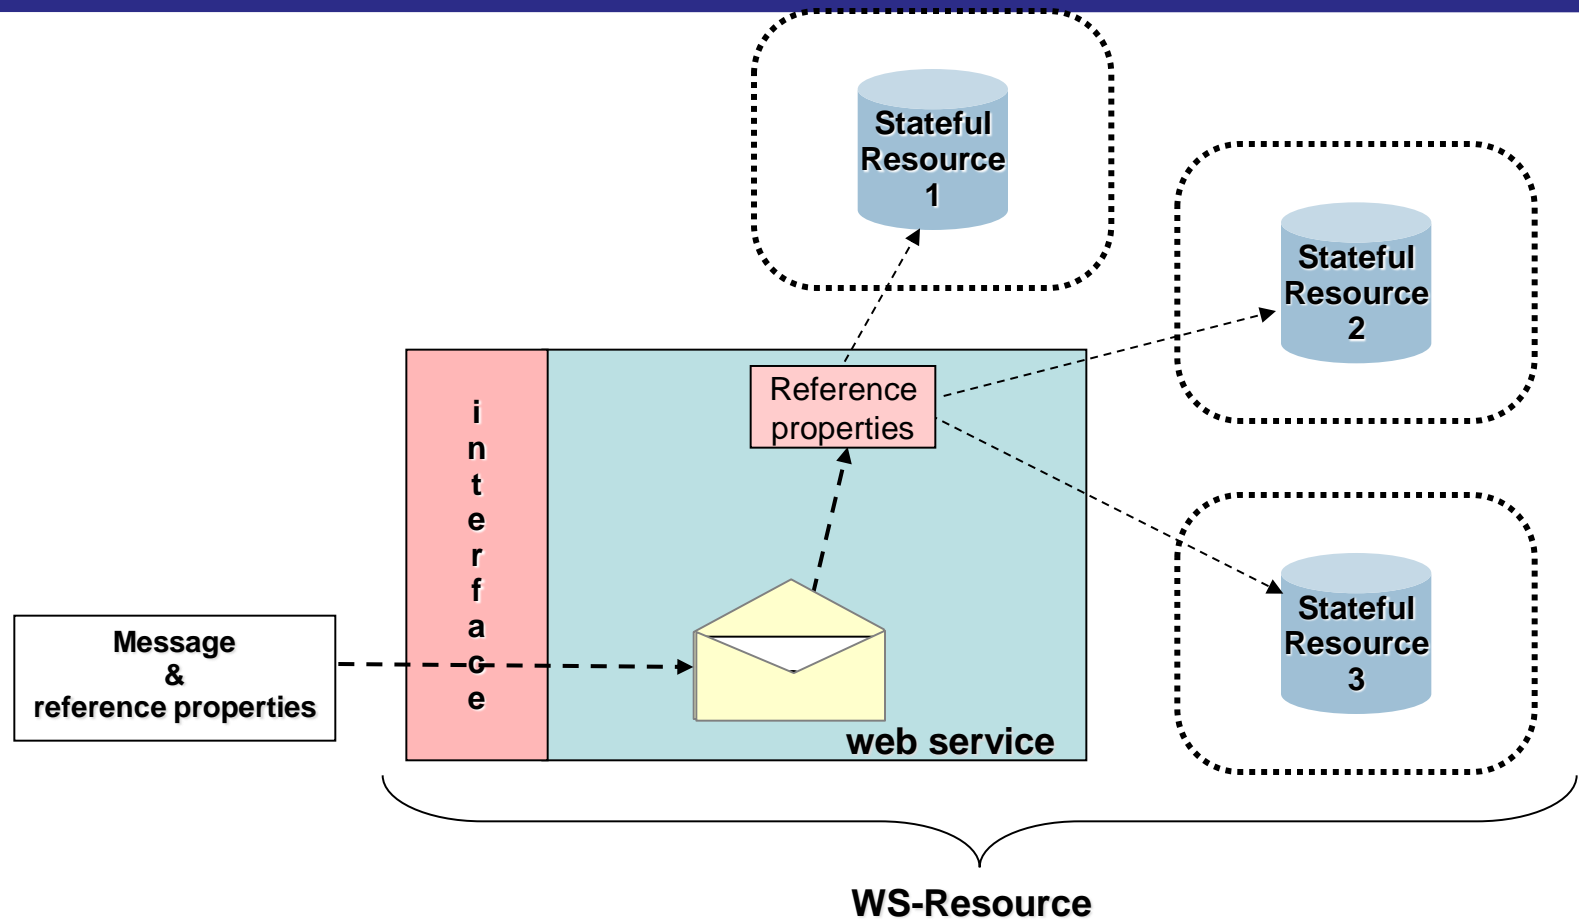 Stateful
Resource
1
Stateful
Resource
2
Reference
properties
i
n
t
e
r
f
a
c
e
Stateful
Resource
3
Message
&
reference properties
web service
WS-Resource